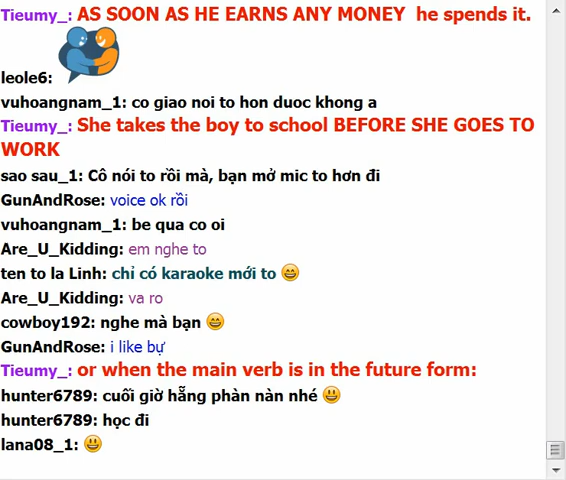 Tieumy_: AS SOON AS HE EARNS ANY MONEY he spends it.
leole6:
vuhoangnam_1: co giao noi to hon duoc khong a
Tieumy_: She takes the boy to school BEFORE SHE GOES TO
WORK
sao sau_1: Cô nói to rồi mà, bạn mở mic to hơn đi
GunAndRose: voice ok rồi
vuhoangnam_1: be qua co oi
Are_U_Kidding: em nghe to
ten to la Linh: chỉ có karaoke mới to 😄
Are_U_Kidding: va ro
cowboy192: nghe mà bạn 😄
GunAndRose: i like bự
Tieumy_: or when the main verb is in the future form:
hunter6789: cuối giờ hẵng phàn nàn nhé 😃
hunter6789: học đi
lana08_1: 😃